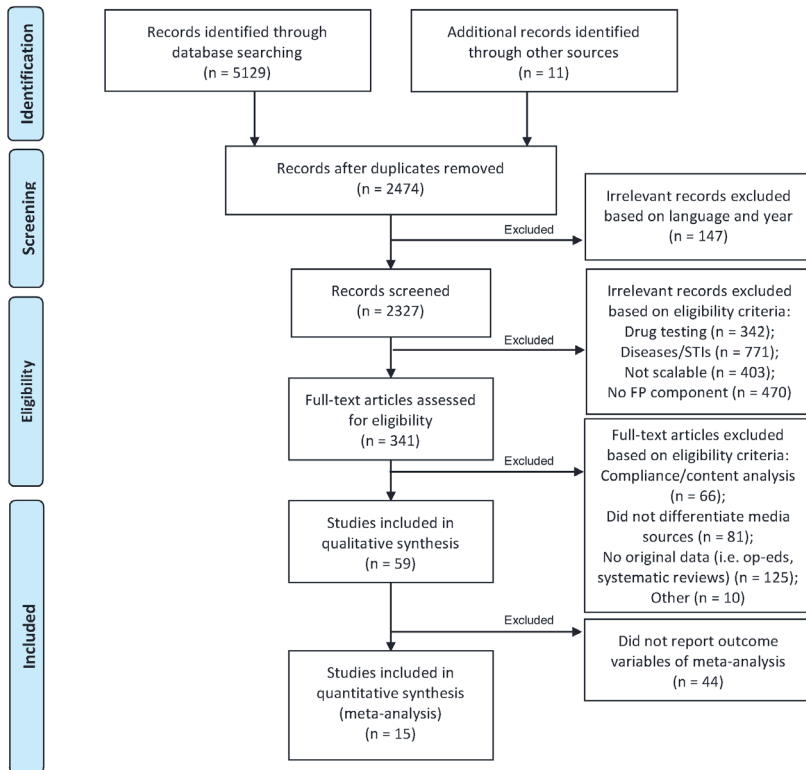 Identification
Records identified through
database searching
(n = 5129)
Additional records identified
through other sources
(n = 11)
Screening
Records after duplicates removed
(n = 2474)
Excluded
Irrelevant records excluded
based on language and year
(n = 147)
Records screened
(n = 2327)
Excluded
Irrelevant records excluded
based on eligibility criteria:
Drug testing (n = 342);
Diseases/STIs (n = 771);
Not scalable (n = 403);
No FP component (n = 470)
Eligibility
Full-text articles assessed
for eligibility
(n = 341)
Excluded
Full-text articles excluded
based on eligibility criteria:
Compliance/content analysis
(n = 66);
Did not differentiate media
sources (n = 81);
No original data (i.e. op-eds,
systematic reviews) (n = 125);
Other (n = 10)
Studies included in
qualitative synthesis
(n = 59)
Included
Excluded
Did not report outcome
variables of meta-analysis
(n = 44)
Studies included in
quantitative synthesis
(meta-analysis)
(n = 15)